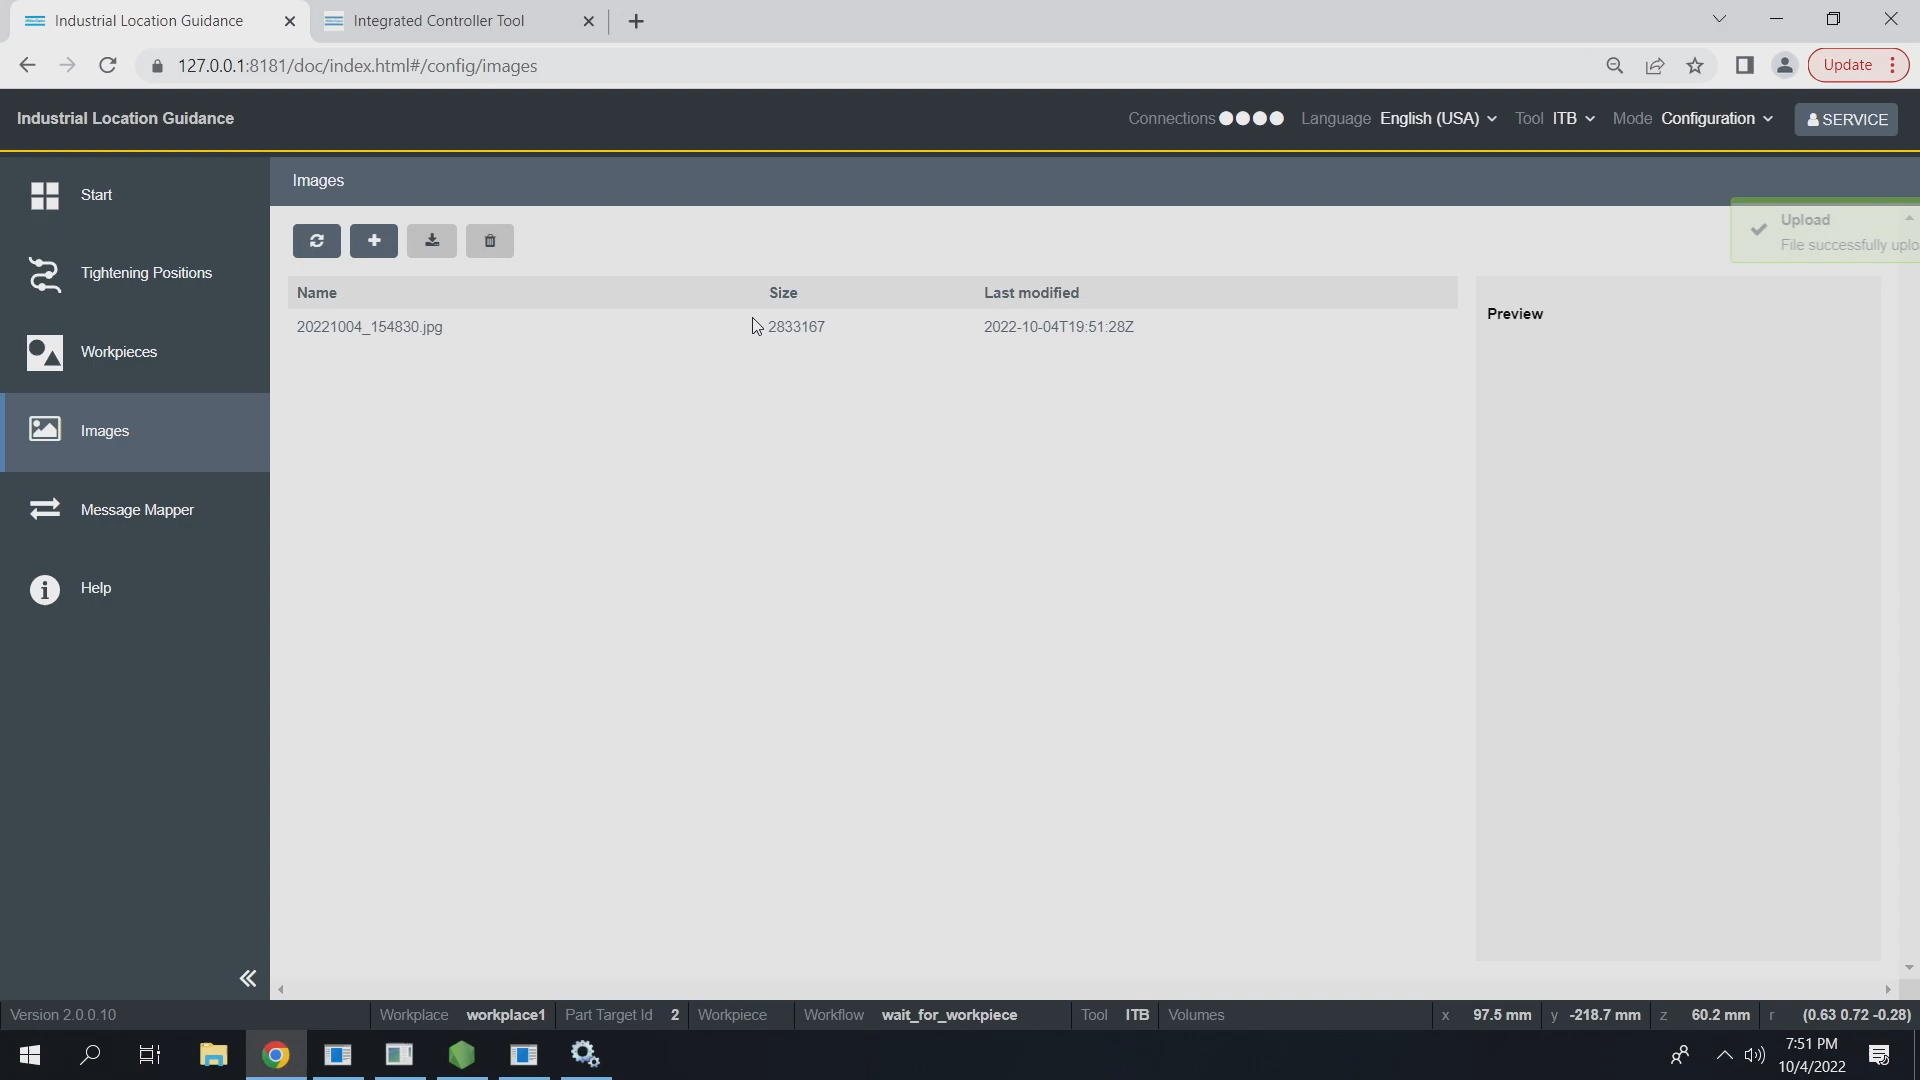 Industrial Location Guidance
Integrated Controller Tool
127.0.0.1:8181/doc/index.html#/config/images
Update
Industrial Location Guidance
Connections
Language English (USA)
Tool ITB
Mode Configuration
SERVICE
Start
Tightening Positions
Workpieces
Images
Message Mapper
Help
Images
Upload
File successfully uplo
Name Size Last modified
20221004_154830.jpg 2833167 2022-10-04T19:51:28Z
Preview
Version 2.0.0.10
Workplace workplace1
Part Target Id 2
Workpiece
Workflow wait_for_workpiece
Tool ITB
Volumes
x 97.5 mm
y -218.7 mm
z 60.2 mm
r (0.63 0.72 -0.28)
7:51 PM
10/4/2022